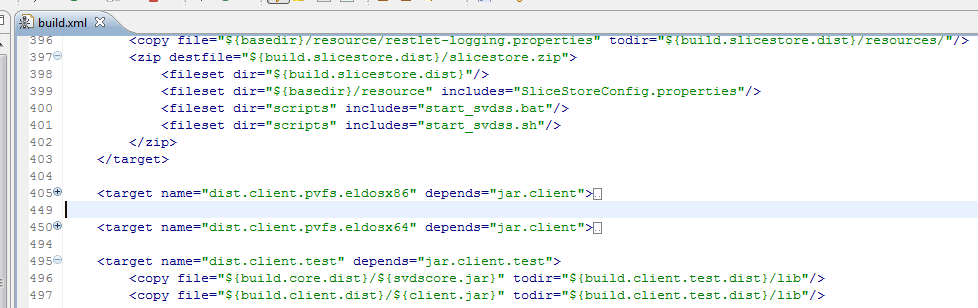 build.xml
396 <copy file="${basedir}/resource/restlet-logging.properties" todir="${build.slicestore.dist}/resources/"/>
397 <zip destfile="${build.slicestore.dist}/slicestore.zip">
398 <fileset dir="${build.slicestore.dist}"/>
399 <fileset dir="${basedir}/resource" includes="SliceStoreConfig.properties"/>
400 <fileset dir="scripts" includes="start_svdss.bat"/>
401 <fileset dir="scripts" includes="start_svdss.sh"/>
402 </zip>
403 </target>
404
405 <target name="dist.client.pvfs.eldosx86" depends="jar.client">
449
450 <target name="dist.client.pvfs.eldosx64" depends="jar.client">
494
495 <target name="dist.client.test" depends="jar.client.test">
496 <copy file="${build.core.dist}/${svdscore.jar}" todir="${build.client.test.dist}/lib"/>
497 <copy file="${build.client.dist}/${client.jar}" todir="${build.client.test.dist}/lib"/>